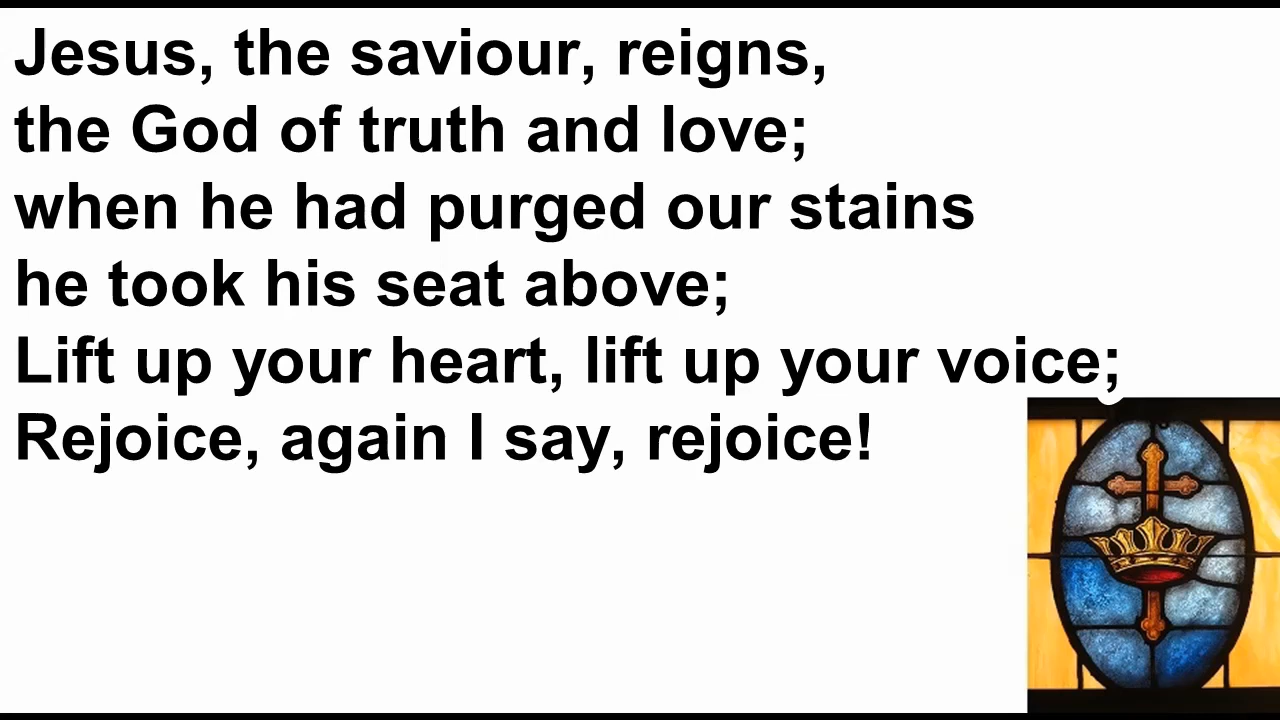 Jesus, the saviour, reigns,
the God of truth and love;
when he had purged our stains
he took his seat above;
Lift up your heart, lift up your voice;
Rejoice, again I say, rejoice!